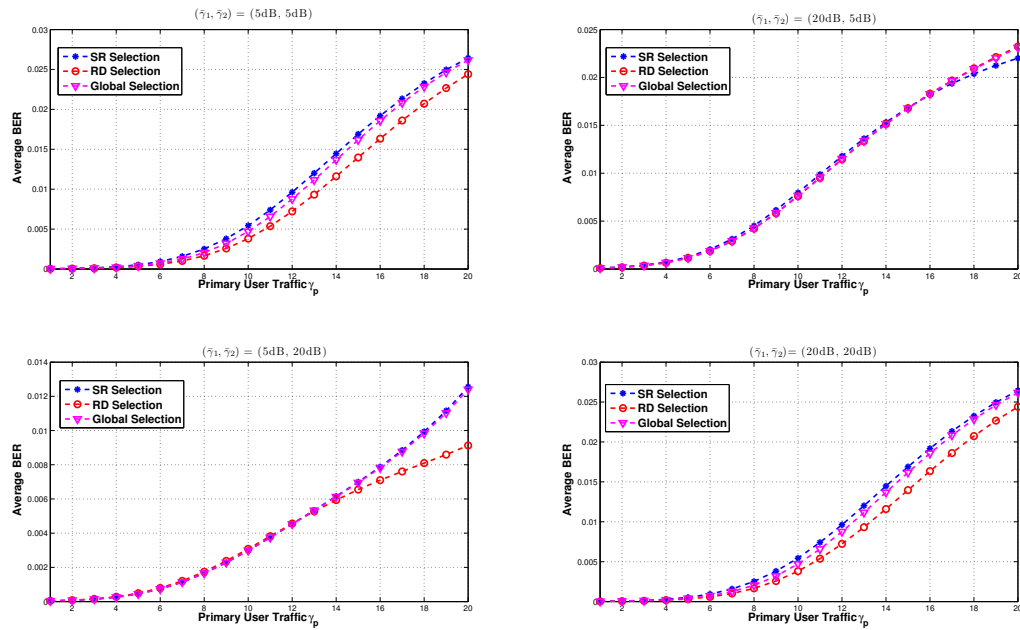 (γ̄₁, γ̄₂) = (5dB, 5dB)
0.03
0.025
0.02
0.015
0.01
0.005
0
Average BER
SR Selection
RD Selection
Global Selection
2 4 6 8 10 12 14 16 18 20
Primary User Traffic γp
(γ̄₁, γ̄₂) = (20dB, 5dB)
0.025
0.02
0.015
0.01
0.005
0
Average BER
SR Selection
RD Selection
Global Selection
2 4 6 8 10 12 14 16 18 20
Primary User Traffic γp
(γ̄₁, γ̄₂) = (5dB, 20dB)
0.014
0.012
0.01
0.008
0.006
0.004
0.002
0
Average BER
SR Selection
RD Selection
Global Selection
2 4 6 8 10 12 14 16 18 20
Primary User Traffic γp
(γ̄₁, γ̄₂)= (20dB, 20dB)
0.03
0.025
0.02
0.015
0.01
0.005
0
Average BER
SR Selection
RD Selection
Global Selection
2 4 6 8 10 12 14 16 18 20
Primary User Traffic γp